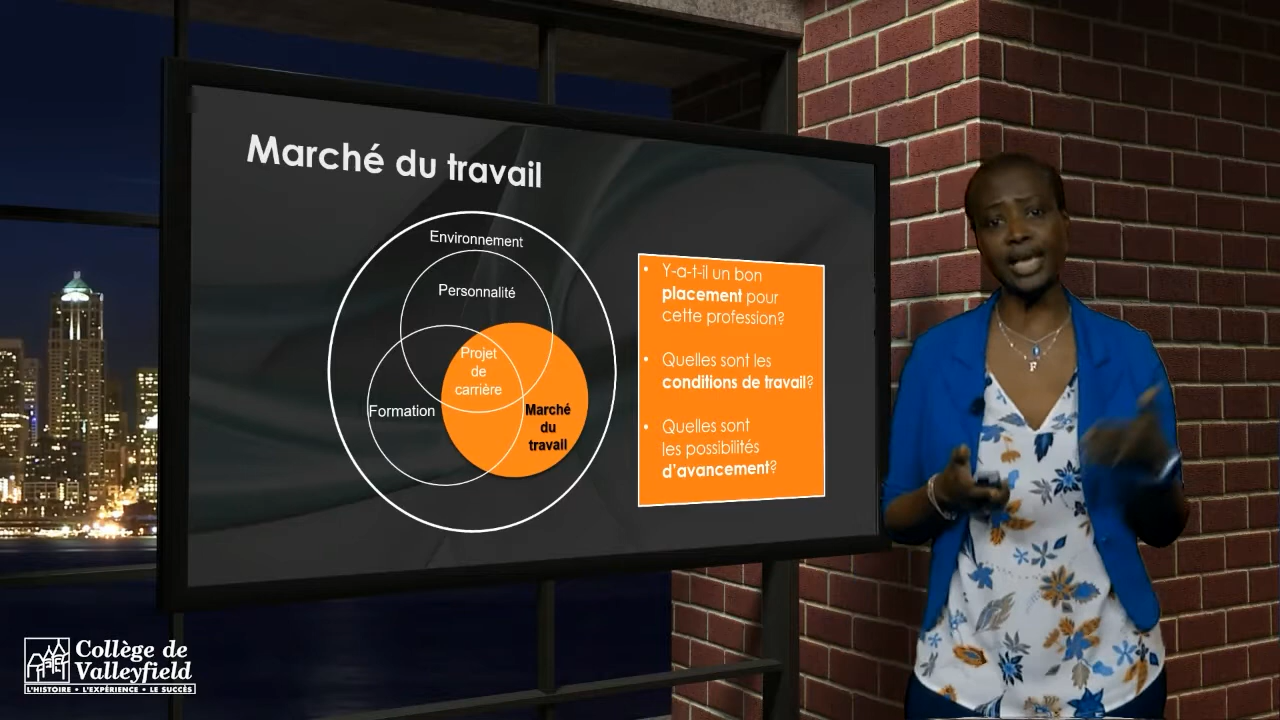 Marché du travail
Environnement
Personnalité
Projet
de
carrière
Formation
Marché
du
travail
• Y-a-t-il un bon
placement pour
cette profession?
• Quelles sont les
conditions de travail?
• Quelles sont
les possibilités
d'avancement?
F
Collège de
Valleyfield
L'HISTOIRE • L'EXPÉRIENCE • LE SUCCÈS